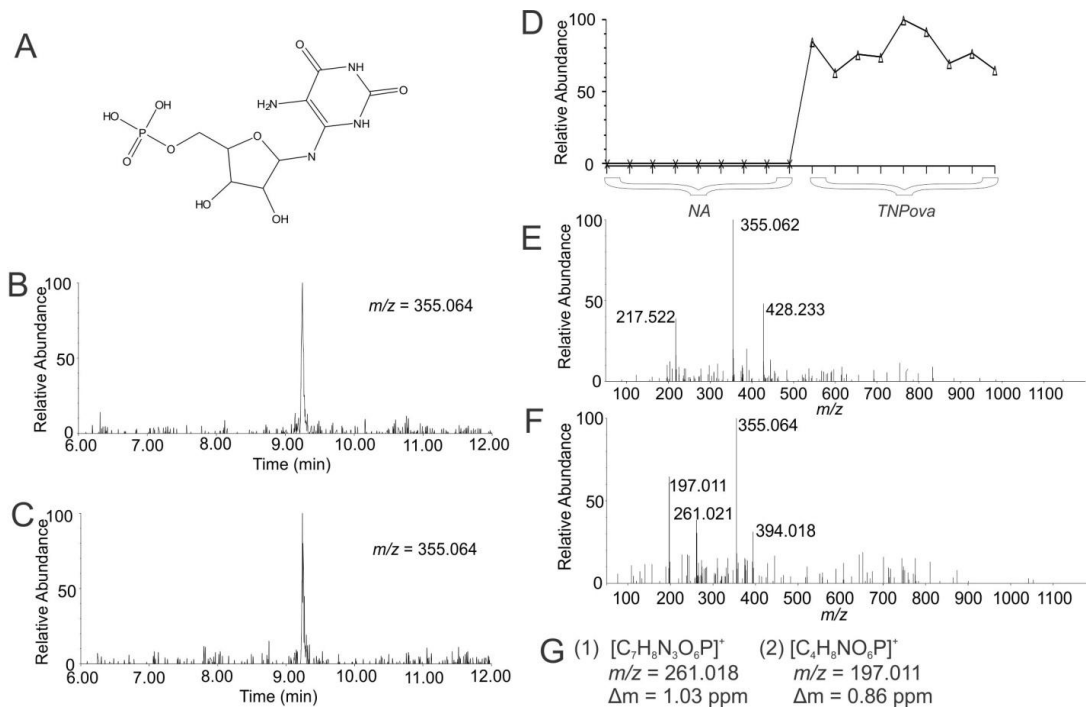 A
O
NH
H₂N
O
NH
OH
HO
P
O
O
O
N
HO
OH
B
100
50
0
Relative Abundance
m/z = 355.064
6.00 7.00 8.00 9.00 10.00 11.00 12.00
Time (min)
C
100
50
0
Relative Abundance
m/z = 355.064
6.00 7.00 8.00 9.00 10.00 11.00 12.00
Time (min)
D
100
50
0
Relative Abundance
NA TNPova
E
100
50
0
Relative Abundance
355.062
217.522
428.233
100 200 300 400 500 600 700 800 900 1000 1100
m/z
F
100
50
0
Relative Abundance
355.064
197.011
261.021
394.018
100 200 300 400 500 600 700 800 900 1000 1100
m/z
G (1) [C₇H₈N₃O₆P]⁺ (2) [C₄H₈NO₆P]⁺
m/z = 261.018 m/z = 197.011
Δm = 1.03 ppm Δm = 0.86 ppm